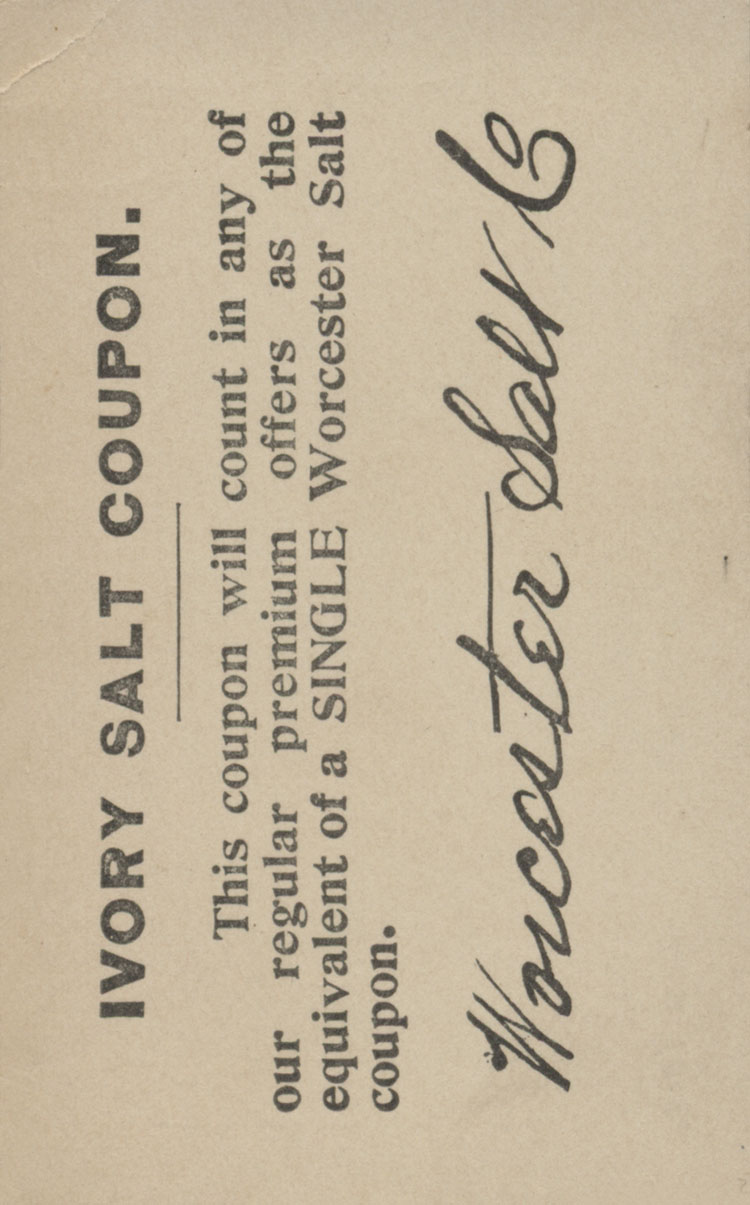 IVORY SALT COUPON.
This coupon will count in any of
our regular premium offers as the
equivalent of a SINGLE Worcester Salt
coupon.
Worcester Salt Co